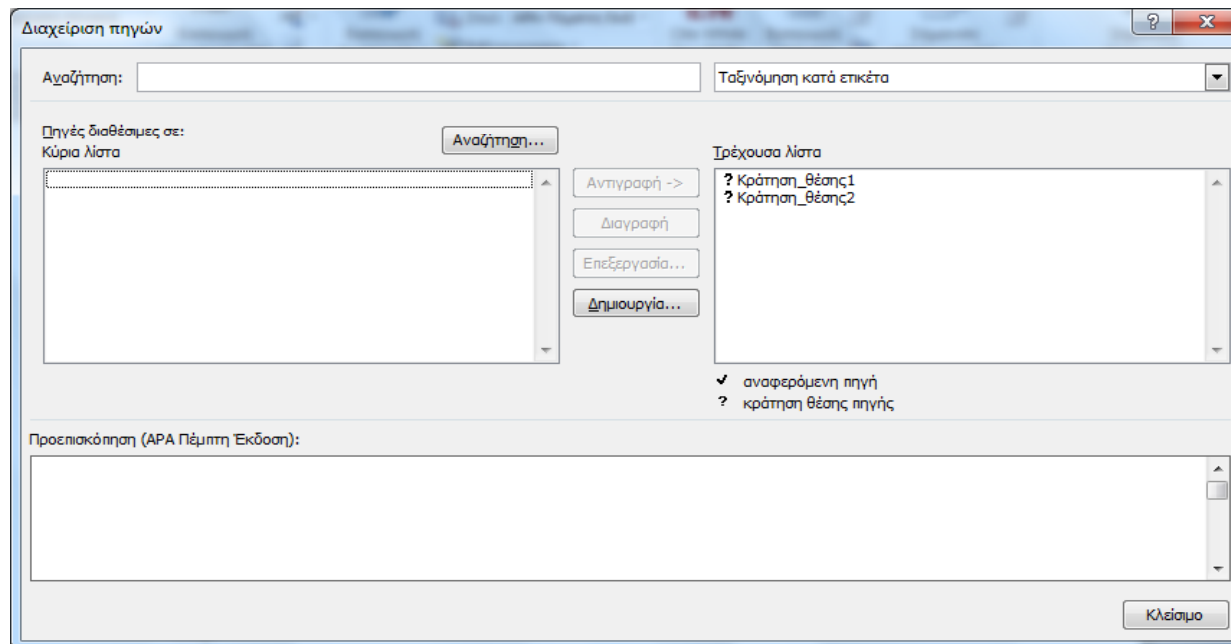 Διαχείριση πηγών
Αναζήτηση:
Ταξινόμηση κατά ετικέτα
Πηγές διαθέσιμες σε:
Κύρια λίστα
Αναζήτηση...
Τρέχουσα λίστα
Αντιγραφή ->
Διαγραφή
Επεξεργασία...
Δημιουργία...
? Κράτηση_θέσης1
? Κράτηση_θέσης2
✓ αναφερόμενη πηγή
? κράτηση θέσης πηγής
Προεπισκόπηση (APA Πέμπτη Έκδοση):
Κλείσιμο